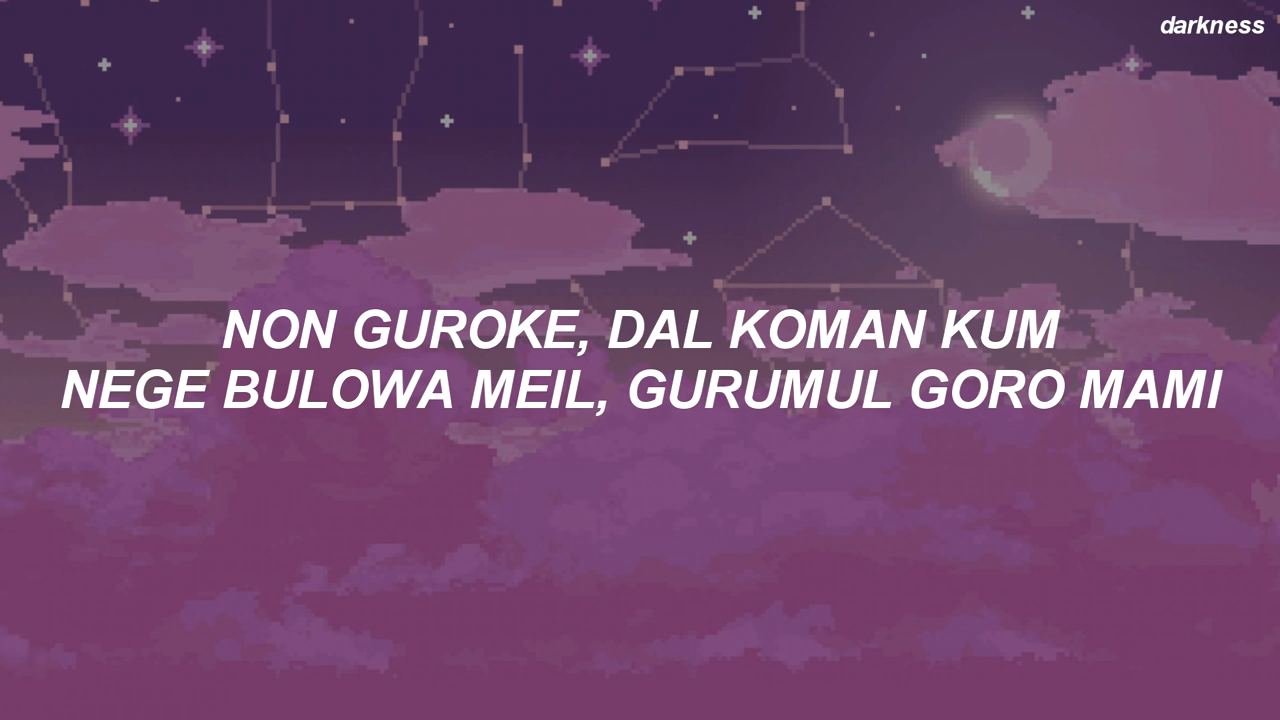 darkness
NON GUROKE, DAL KOMAN KUM
NEGE BULOWA MEIL, GURUMUL GORO MAMI